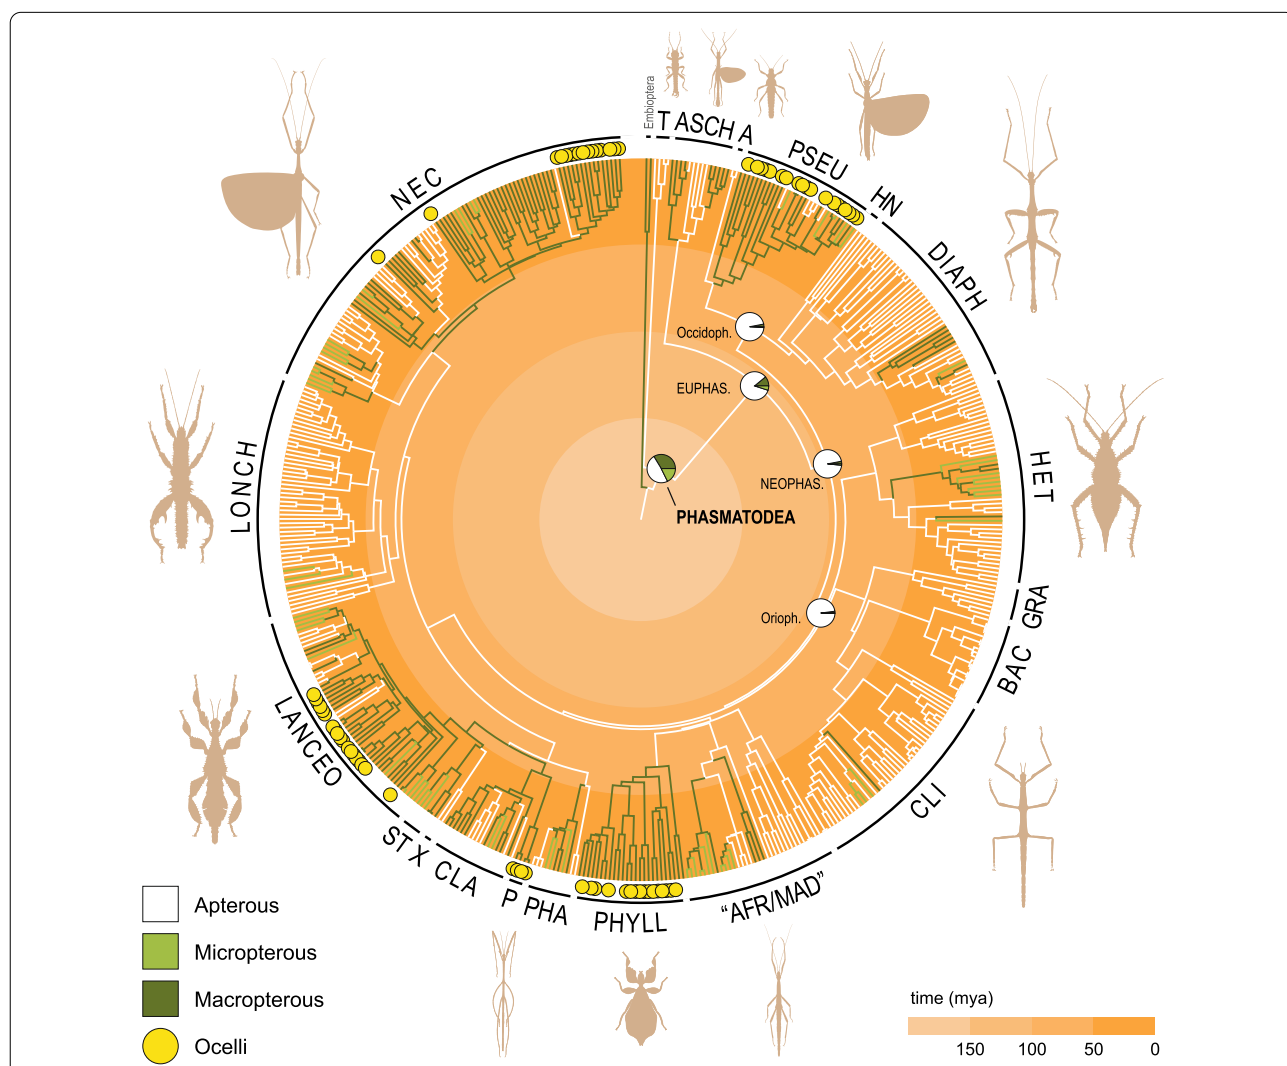 Embioptera
T ASCH A
PSEU
HN
DIAPH
HET
GRA
BAC
CLI
"AFR/MAD"
PHYLL
P PHA
CLA
ST X
LANCEO
LONCH
NEC
Occidoph.
EUPHAS.
NEOPHAS.
PHASMATODEA
Orioph.
Apterous
Micropterous
Macropterous
Ocelli
time (mya)
150 100 50 0